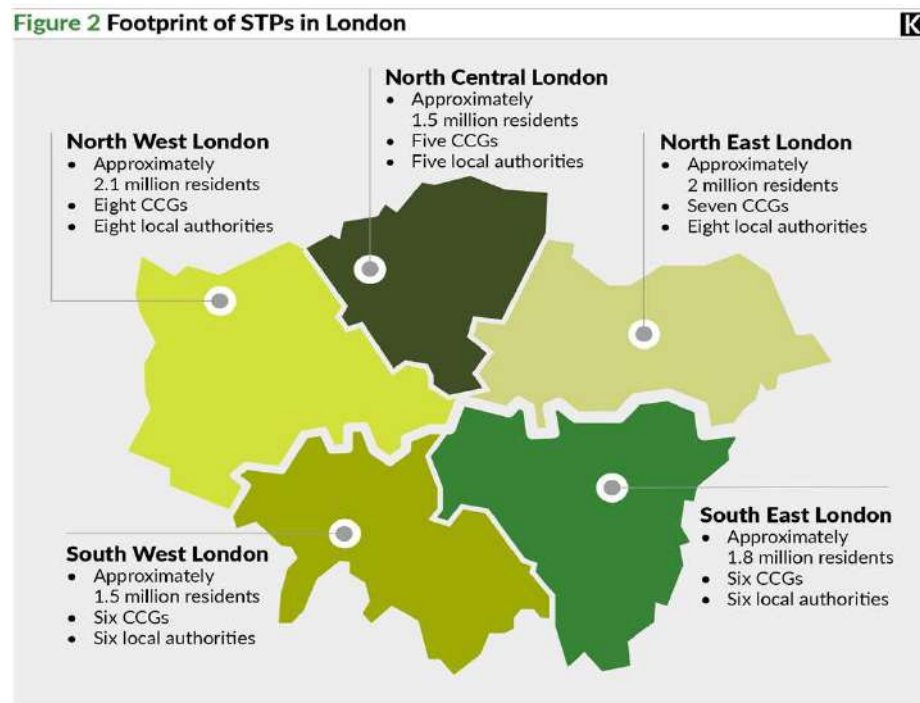 Figure 2 Footprint of STPs in London
K
North Central London
• Approximately
1.5 million residents
• Five CCGs
• Five local authorities
North West London
• Approximately
2.1 million residents
• Eight CCGs
• Eight local authorities
North East London
• Approximately
2 million residents
• Seven CCGs
• Eight local authorities
South West London
• Approximately
1.5 million residents
• Six CCGs
• Six local authorities
South East London
• Approximately
1.8 million residents
• Six CCGs
• Six local authorities